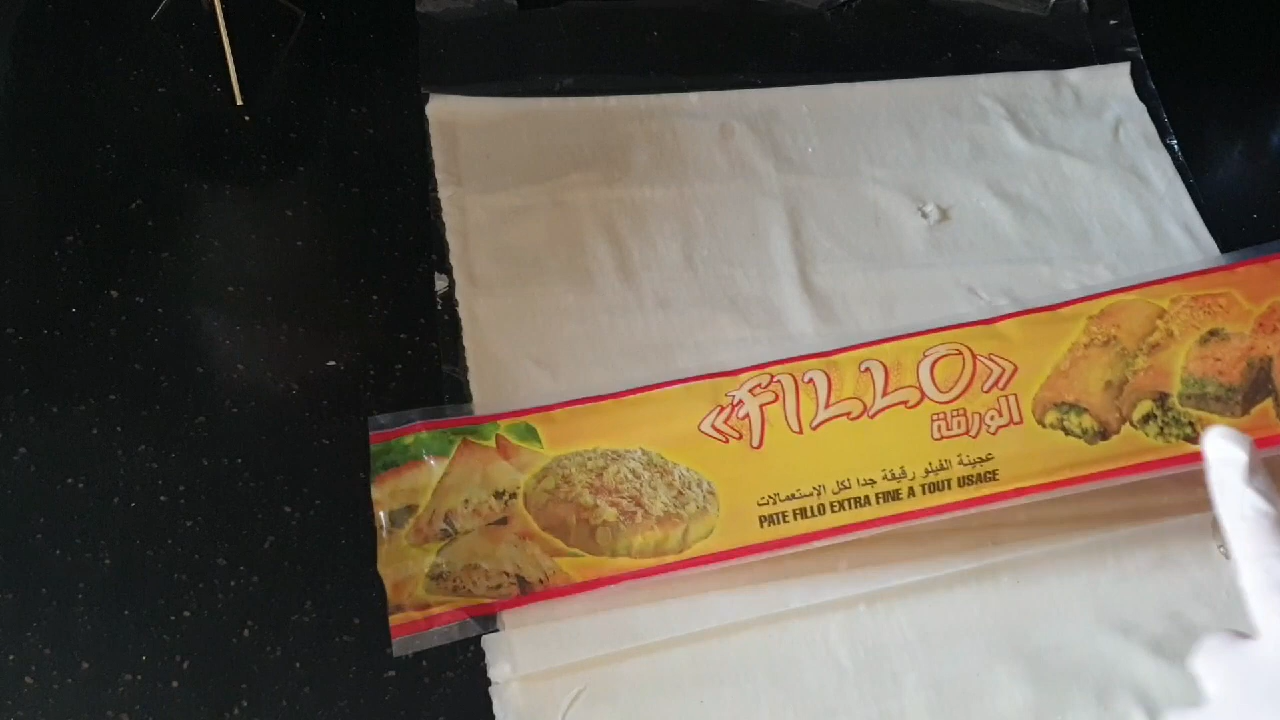 «FILLO»
الورقة
عجينة الفيلو رقيقة جدا لكل الإستعمالات
PATE FILLO EXTRA FINE A TOUT USAGE